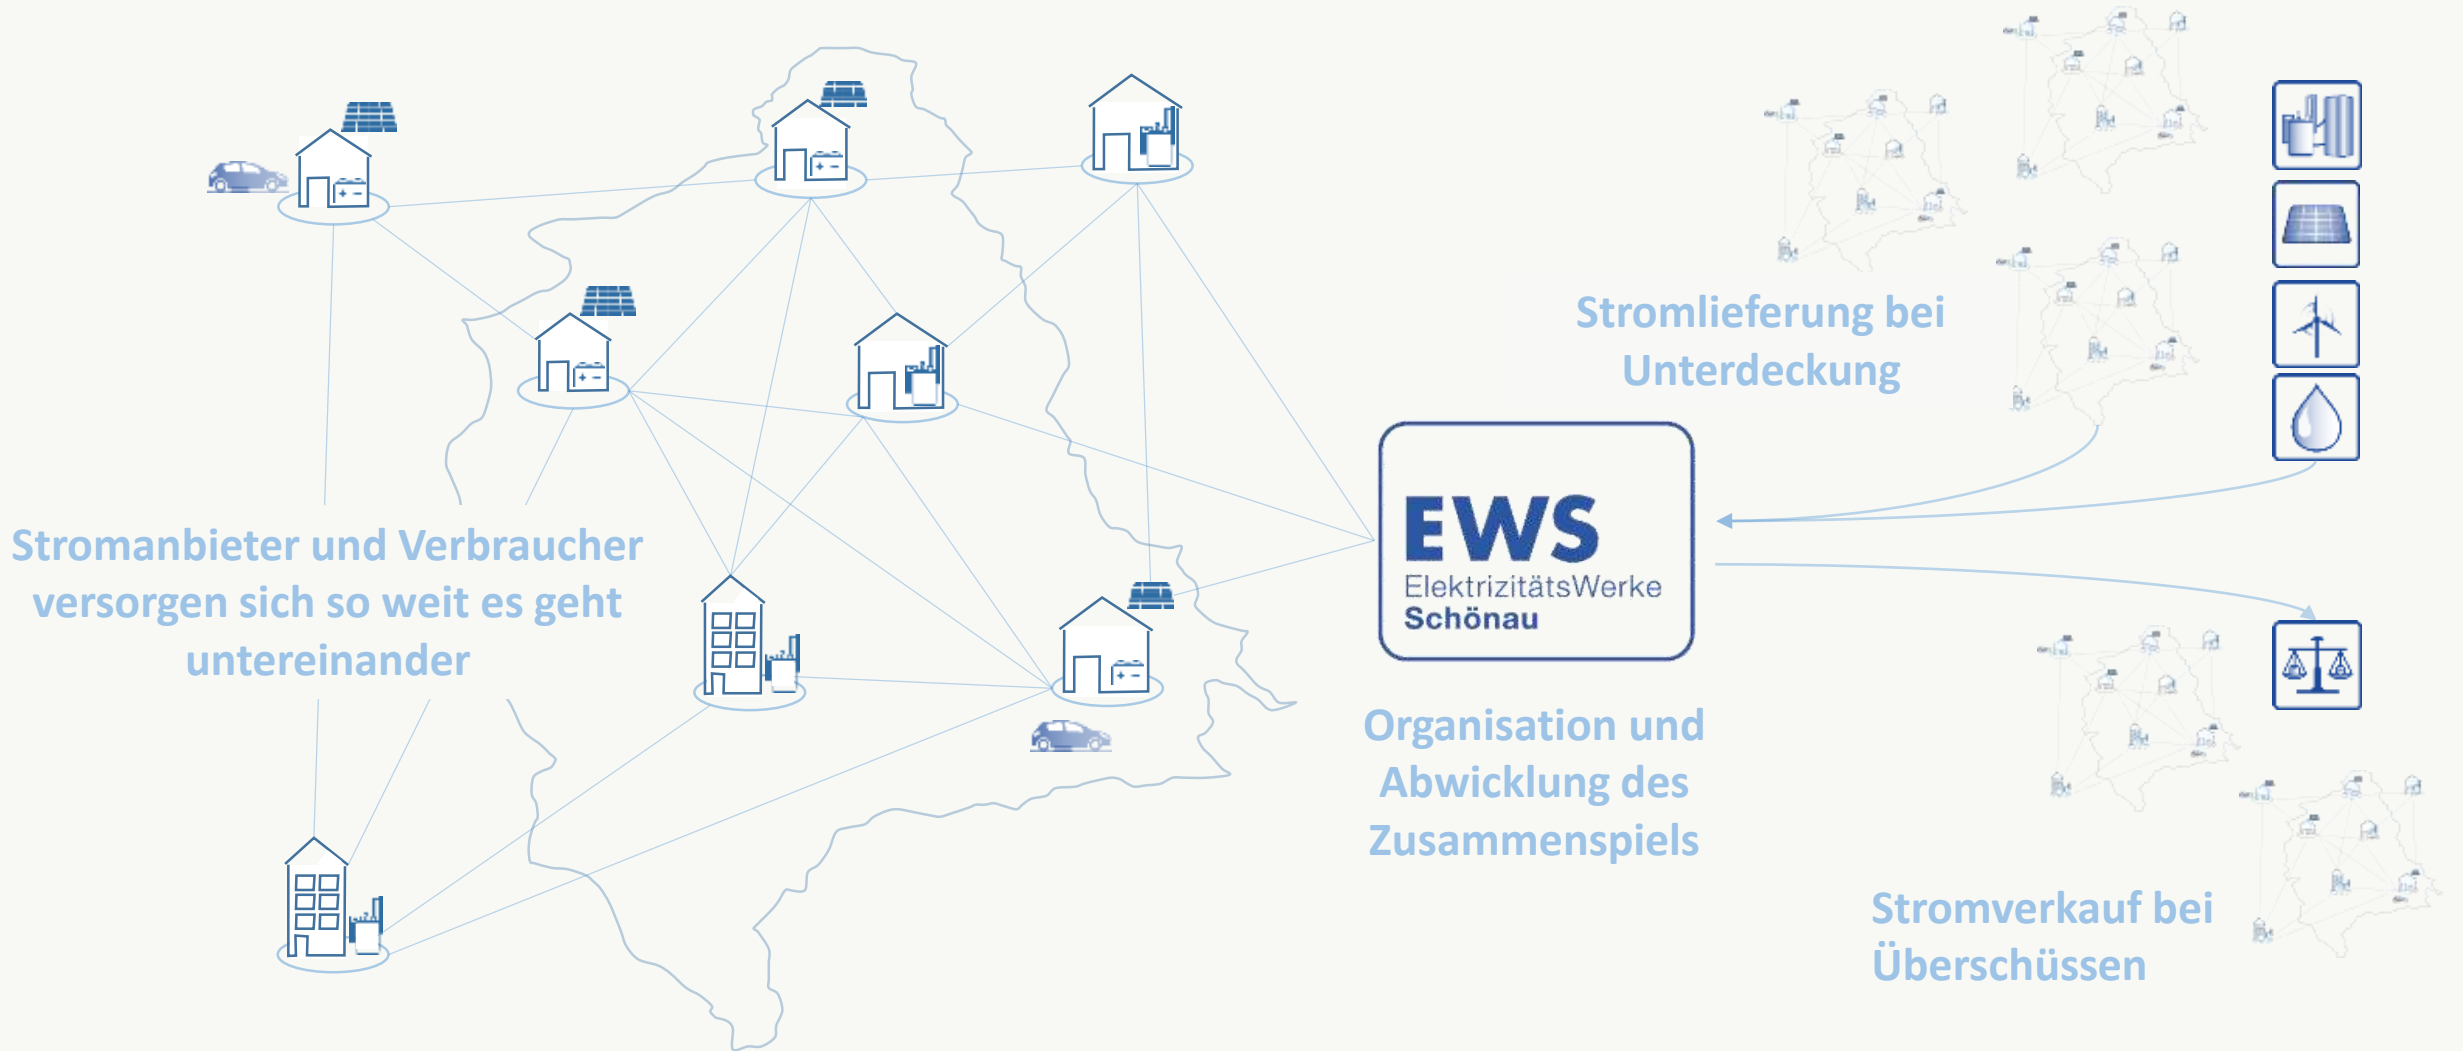 Stromanbieter und Verbraucher
versorgen sich so weit es geht
untereinander
Stromlieferung bei
Unterdeckung
EWS
ElektrizitätsWerke
Schönau
Organisation und
Abwicklung des
Zusammenspiels
Stromverkauf bei
Überschüssen